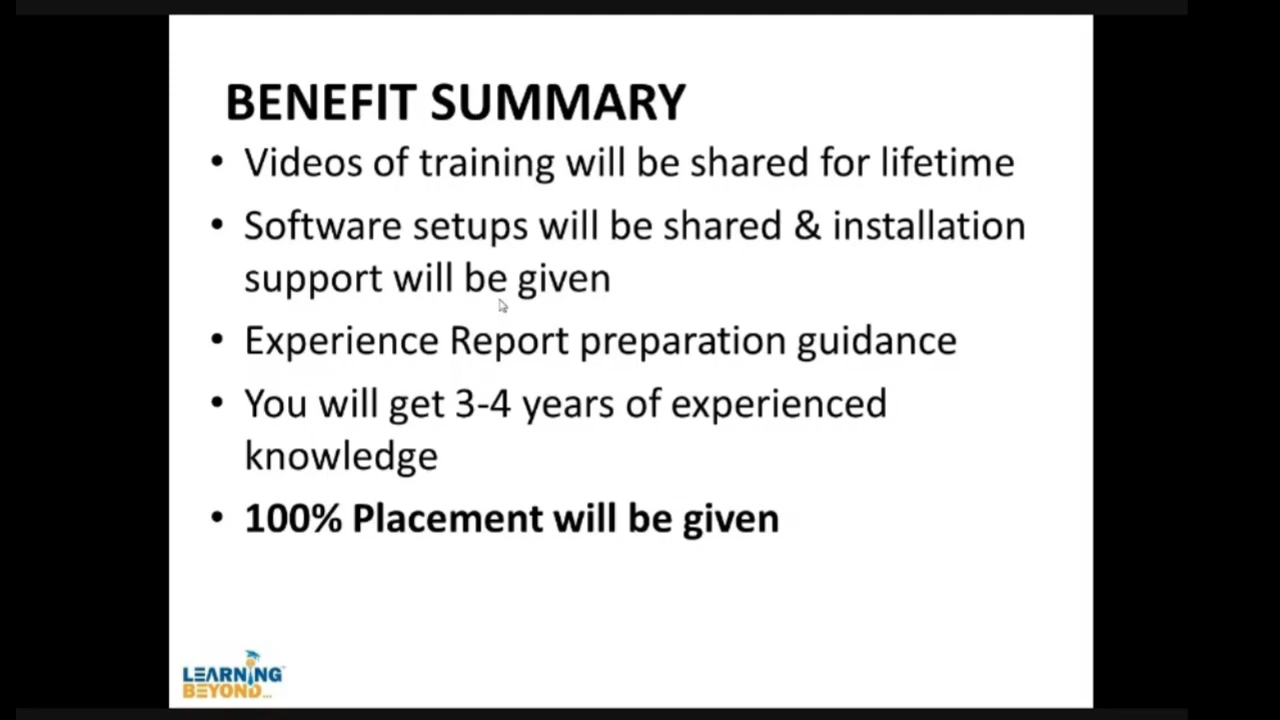 BENEFIT SUMMARY
• Videos of training will be shared for lifetime
• Software setups will be shared & installation
support will be given
• Experience Report preparation guidance
• You will get 3-4 years of experienced
knowledge
• 100% Placement will be given
LEARNING
BEYOND...